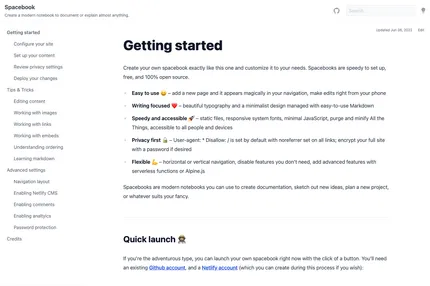 Spacebook
Create a modern notebook to document or explain almost anything.
Search
Getting started
Configure your site
Set up your content
Review privacy settings
Deploy your changes
Tips & Tricks
Editing content
Working with images
Working with links
Working with embeds
Understanding ordering
Learning markdown
Advanced settings
Navigation layout
Enabling Netlify CMS
Enabling comments
Enabling analtyics
Password protection
Credits
updated Jun 28, 2022
Getting started
Create your own spacebook exactly like this one and customize it to your needs. Spacebooks are speedy to set up,
free, and 100% open source.
Easy to use 😄 – add a new page and it appears magically in your navigation, make edits right from your phone
Writing focused ❤️ – beautiful typography and a minimalist design managed with easy-to-use Markdown
Speedy and accessible 🚀 – static files, responsive system fonts, minimal JavaScript, purge and minify All the
Things, accessible to all people and devices
Privacy first 🔒 – User-agent: * Disallow: / is set by default with noreferrer set on all links; encrypt your full
site with a password if desired
Flexible 💪 – horizontal or vertical navigation, disable features you don't need, add advanced features with
serverless functions or Alpine.js
Spacebooks are modern notebooks you can use to create documentation, sketch out new ideas, plan a new project,
or whatever suits your fancy.
Quick launch
If you're the adventurous type, you can launch your own spacebook right now with the click of a button. You'll need
an existing Github account, and a Netlify account (which you can create during this process if you wish):